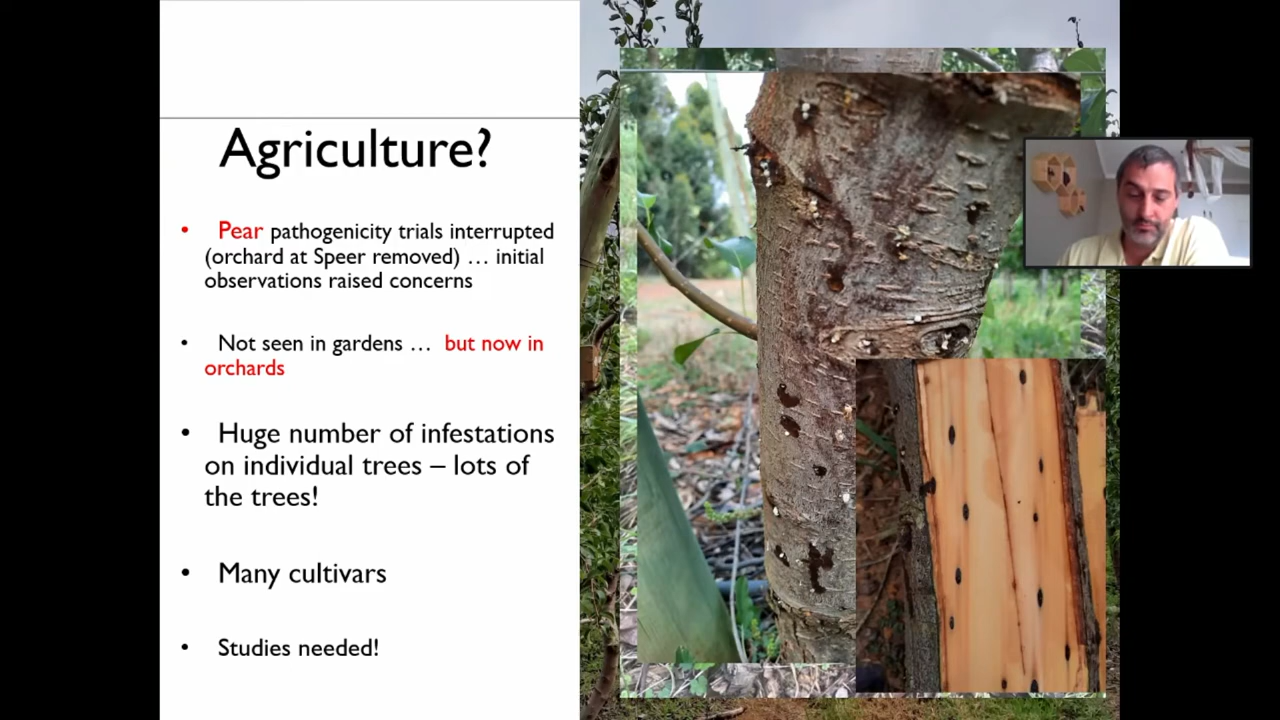 Agriculture?
• Pear pathogenicity trials interrupted
(orchard at Speer removed) … initial
observations raised concerns
• Not seen in gardens … but now in
orchards
• Huge number of infestations
on individual trees – lots of
the trees!
• Many cultivars
• Studies needed!